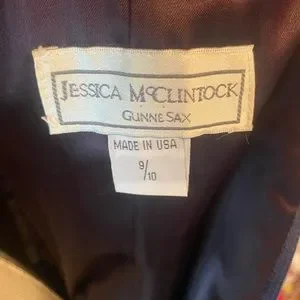 JESSICA McCLINTOCK
GUNNE SAX
MADE IN USA
9/10